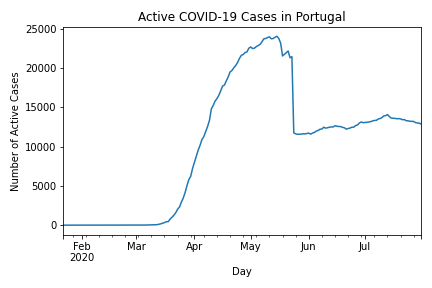 Active COVID-19 Cases in Portugal
Number of Active Cases
25000
20000
15000
10000
5000
0
Feb Mar Apr May Jun Jul
2020
Day